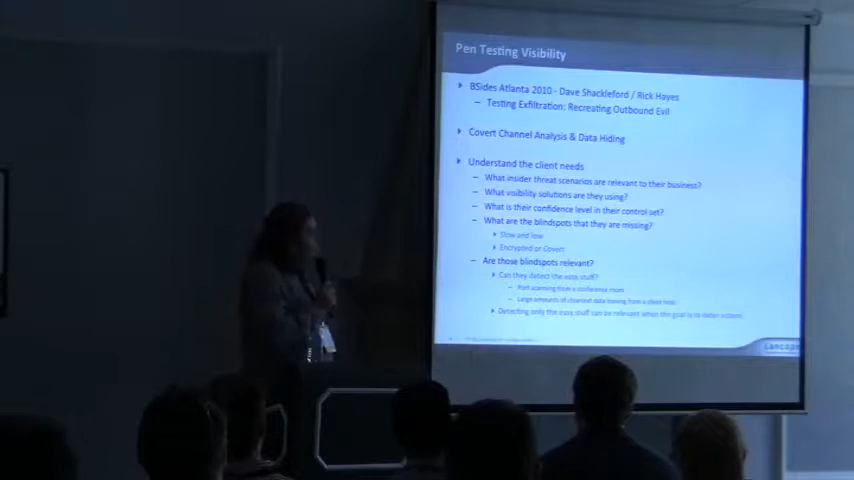 Pen Testing Visibility
BSides Atlanta 2010 - Dave Shackleford / Rick Hayes
– Testing Exfiltration: Recreating Outbound Evil
Covert Channel Analysis & Data Hiding
Understand the client needs
– What insider threat scenarios are relevant to their business?
– What visibility solutions are they using?
– What is their confidence level in their control set?
– What are the blindspots that they are missing?
Slow and low
Encrypted or Covert
– Are those blindspots relevant?
Can they detect the easy stuff?
– Port scanning from a conference room
– Large amounts of cleartext data leaving from a client host
Detecting only the easy stuff can be relevant when the goal is to deter actions
Lancope